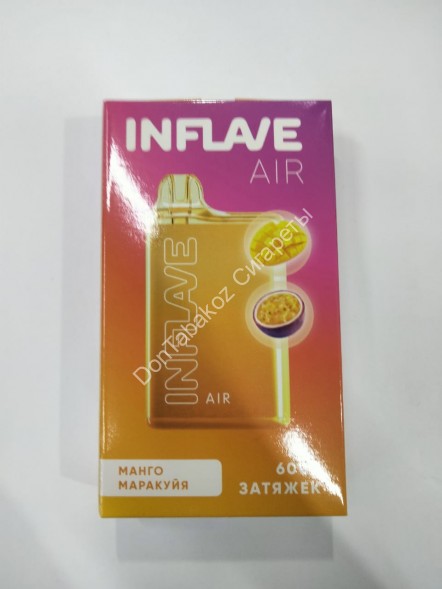 INFLAVE
AIR
INFLAVE
AIR
DonTabakoz Сигареты
МАНГО
МАРАКУЙЯ
ЗАТЯЖЕК